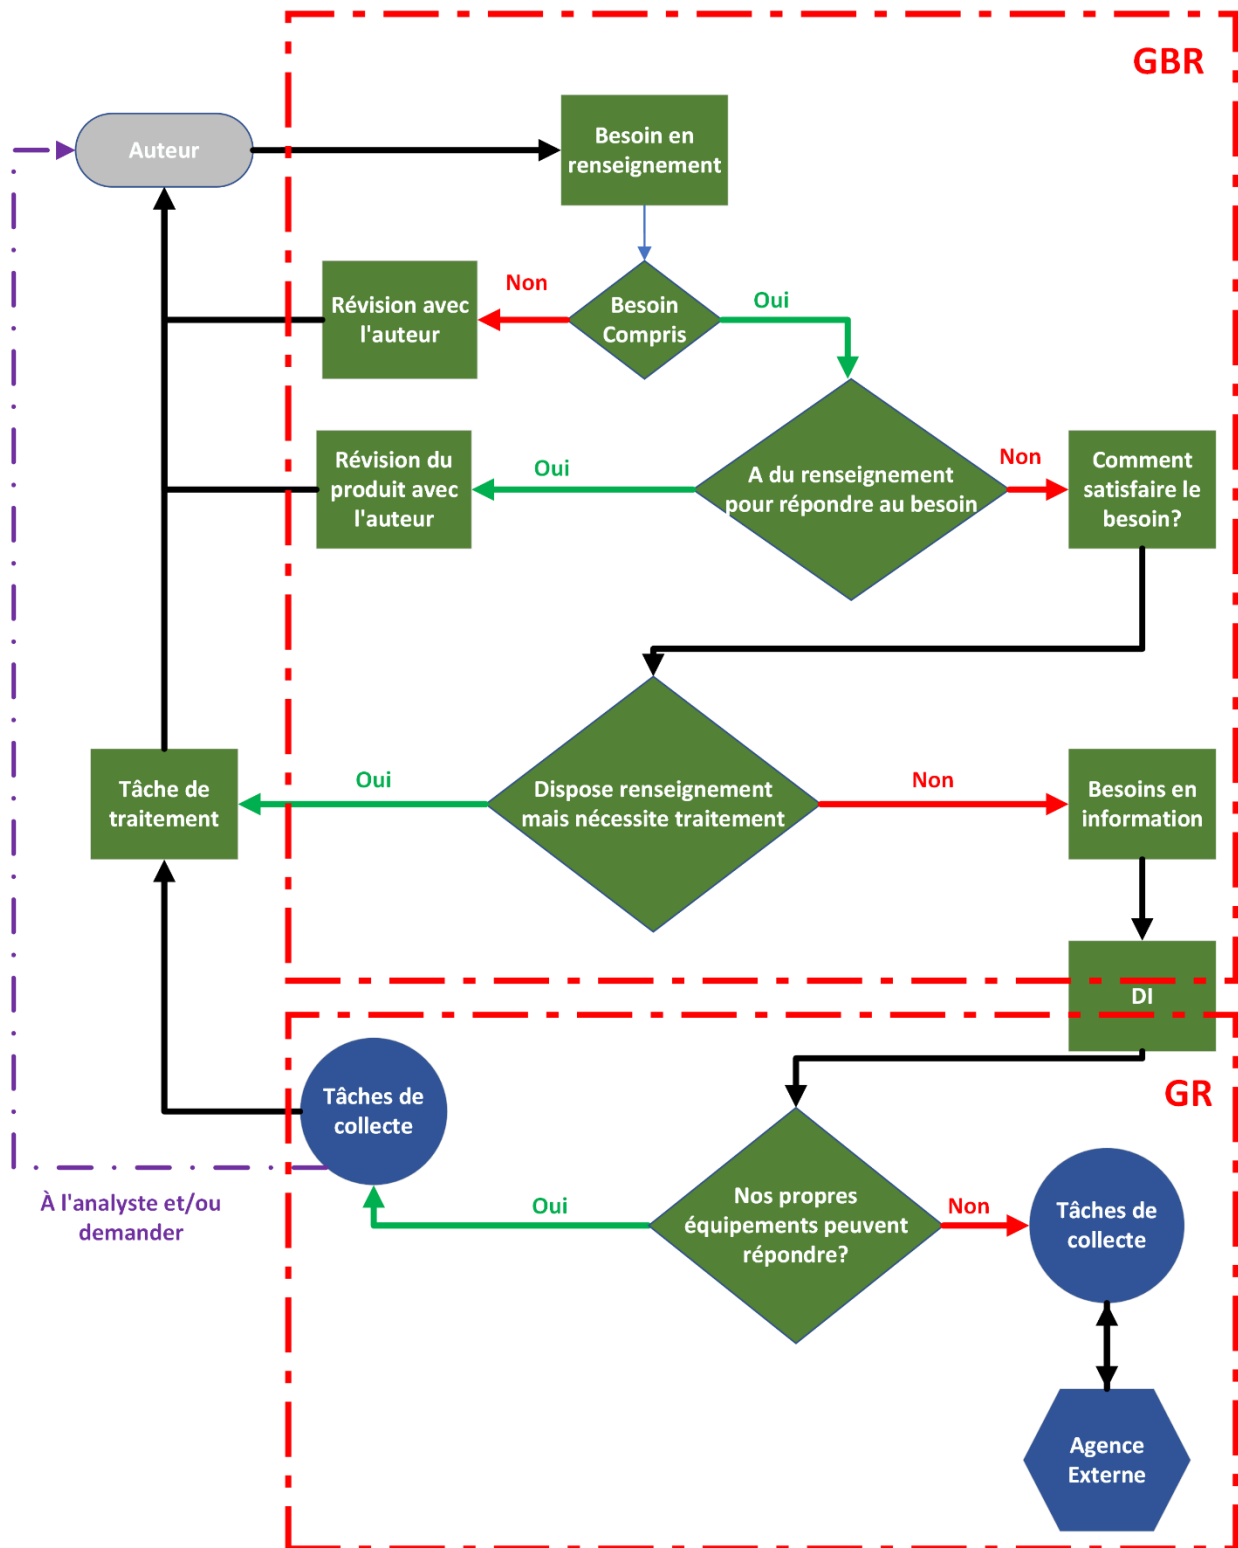 GBR
Auteur
Besoin en
renseignement
Révision avec
l'auteur
Non
Besoin
Compris
Oui
Révision du
produit avec
l'auteur
Oui
A du renseignement
pour répondre au besoin
Non
Comment
satisfaire le
besoin?
Tâche de
traitement
Oui
Dispose renseignement
mais nécessite traitement
Non
Besoins en
information
DI
GR
Tâches de
collecte
À l'analyste et/ou
demander
Oui
Nos propres
équipements peuvent
répondre?
Non
Tâches de
collecte
Agence
Externe